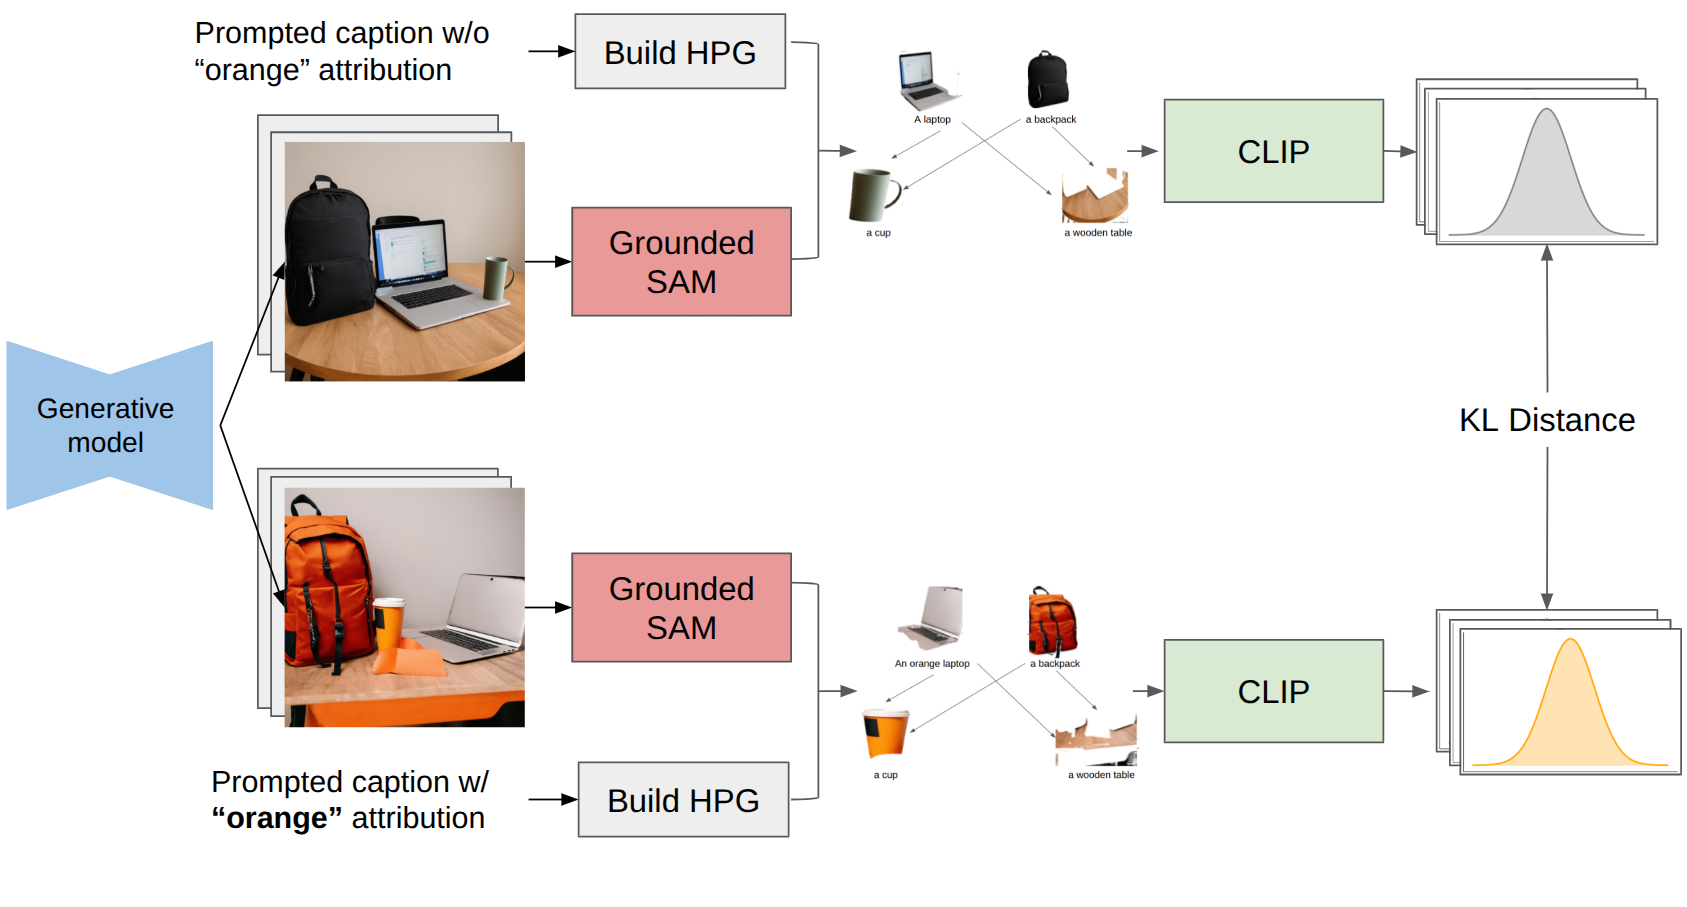 Prompted caption w/o
“orange” attribution
Build HPG
Grounded
SAM
A laptop
a backpack
a cup
a wooden table
CLIP
Generative
model
KL Distance
Grounded
SAM
An orange laptop
a backpack
a cup
a wooden table
CLIP
Prompted caption w/
“orange” attribution
Build HPG